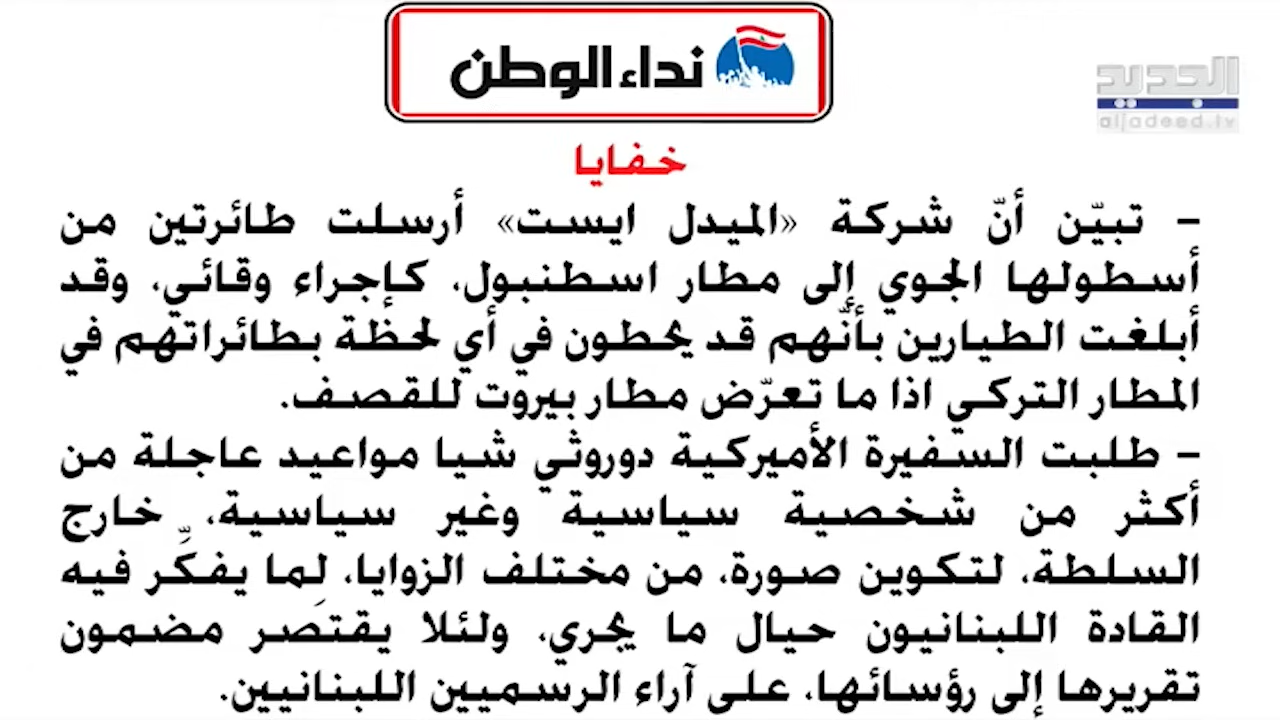 نداء الوطن
الجديد
aljadeed.tv
خفايا
– تبيّن أنّ شركة «الميدل ايست» أرسلت طائرتين من
أسطولها الجوي إلى مطار اسطنبول، كإجراء وقائي، وقد
أبلغت الطيارين بأنّهم قد يحطون في أي لحظة بطائراتهم في
المطار التركي اذا ما تعرّض مطار بيروت للقصف.
– طلبت السفيرة الأميركية دوروثي شيا مواعيد عاجلة من
أكثر من شخصية سياسية وغير سياسية، خارج
السلطة، لتكوين صورة، من مختلف الزوايا، لِما يفكِّر فيه
القادة اللبنانيون حيال ما يجري، ولئلا يقتَصر مضمون
تقريرها إلى رؤسائها، على آراء الرسميين اللبنانيين.